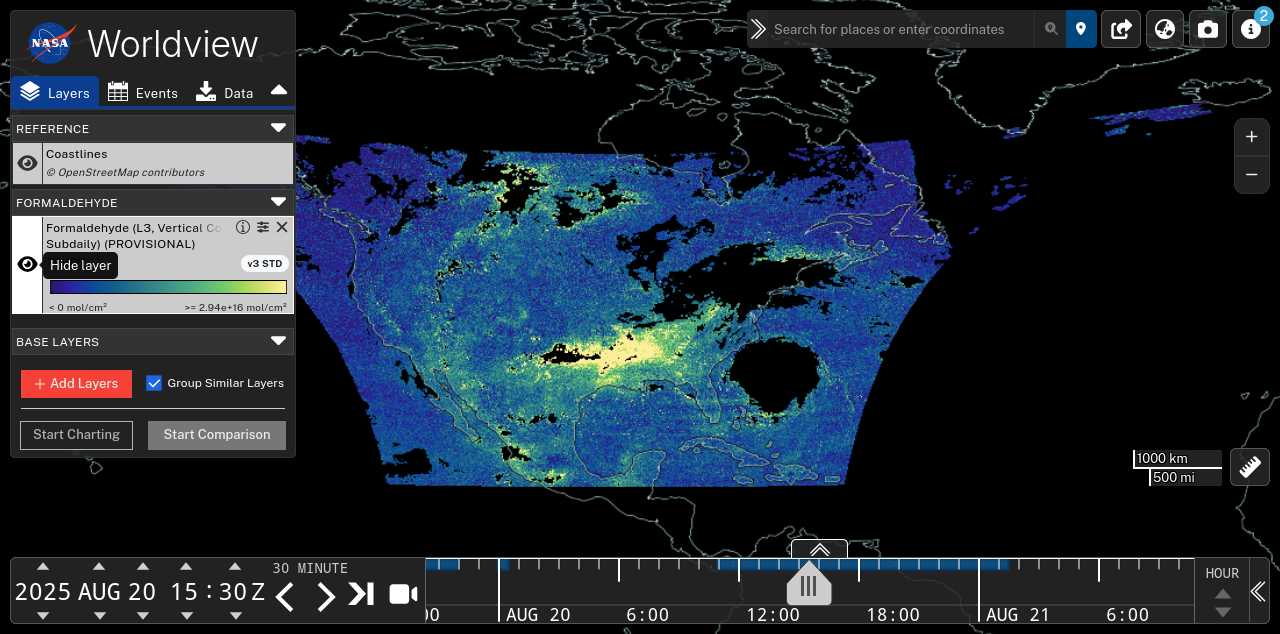 NASA
Worldview
Layers
Events
Data
REFERENCE
Coastlines
© OpenStreetMap contributors
FORMALDEHYDE
Formaldehyde (L3, Vertical Co
Subdaily) (PROVISIONAL)
Hide layer
v3 STD
< 0 mol/cm²
>= 2.94e+16 mol/cm²
BASE LAYERS
+ Add Layers
Group Similar Layers
Start Charting
Start Comparison
Search for places or enter coordinates
2
1000 km
500 mi
2025 AUG 20 15 : 30 Z
30 MINUTE
00
AUG 20
6:00
12:00
18:00
AUG 21
6:00
HOUR